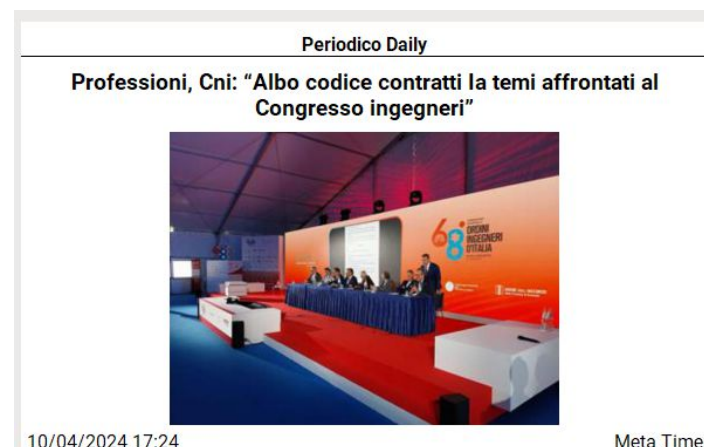 Periodico Daily
Professioni, Cni: “Albo codice contratti Ia temi affrontati al
Congresso ingegneri”
68°
ORDINI
INGEGNERI
D'ITALIA
10/04/2024 17:24
Meta Time